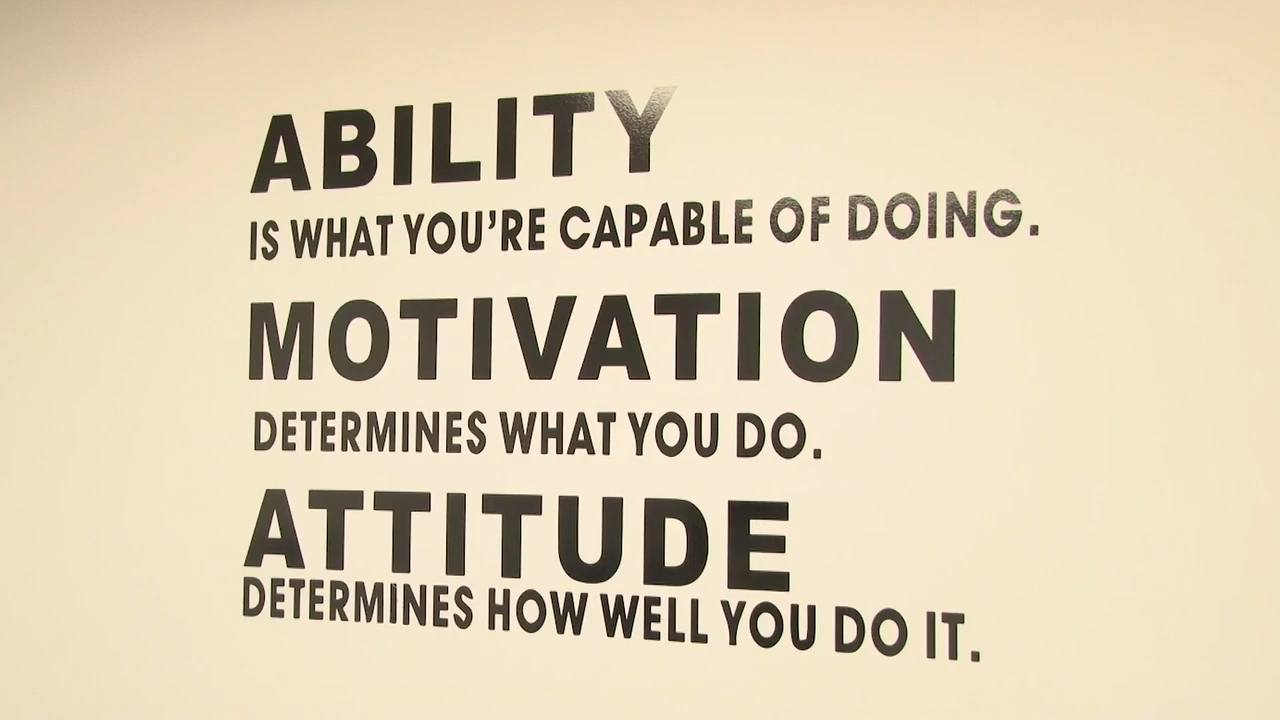 ABILITY
IS WHAT YOU'RE CAPABLE OF DOING.
MOTIVATION
DETERMINES WHAT YOU DO.
ATTITUDE
DETERMINES HOW WELL YOU DO IT.